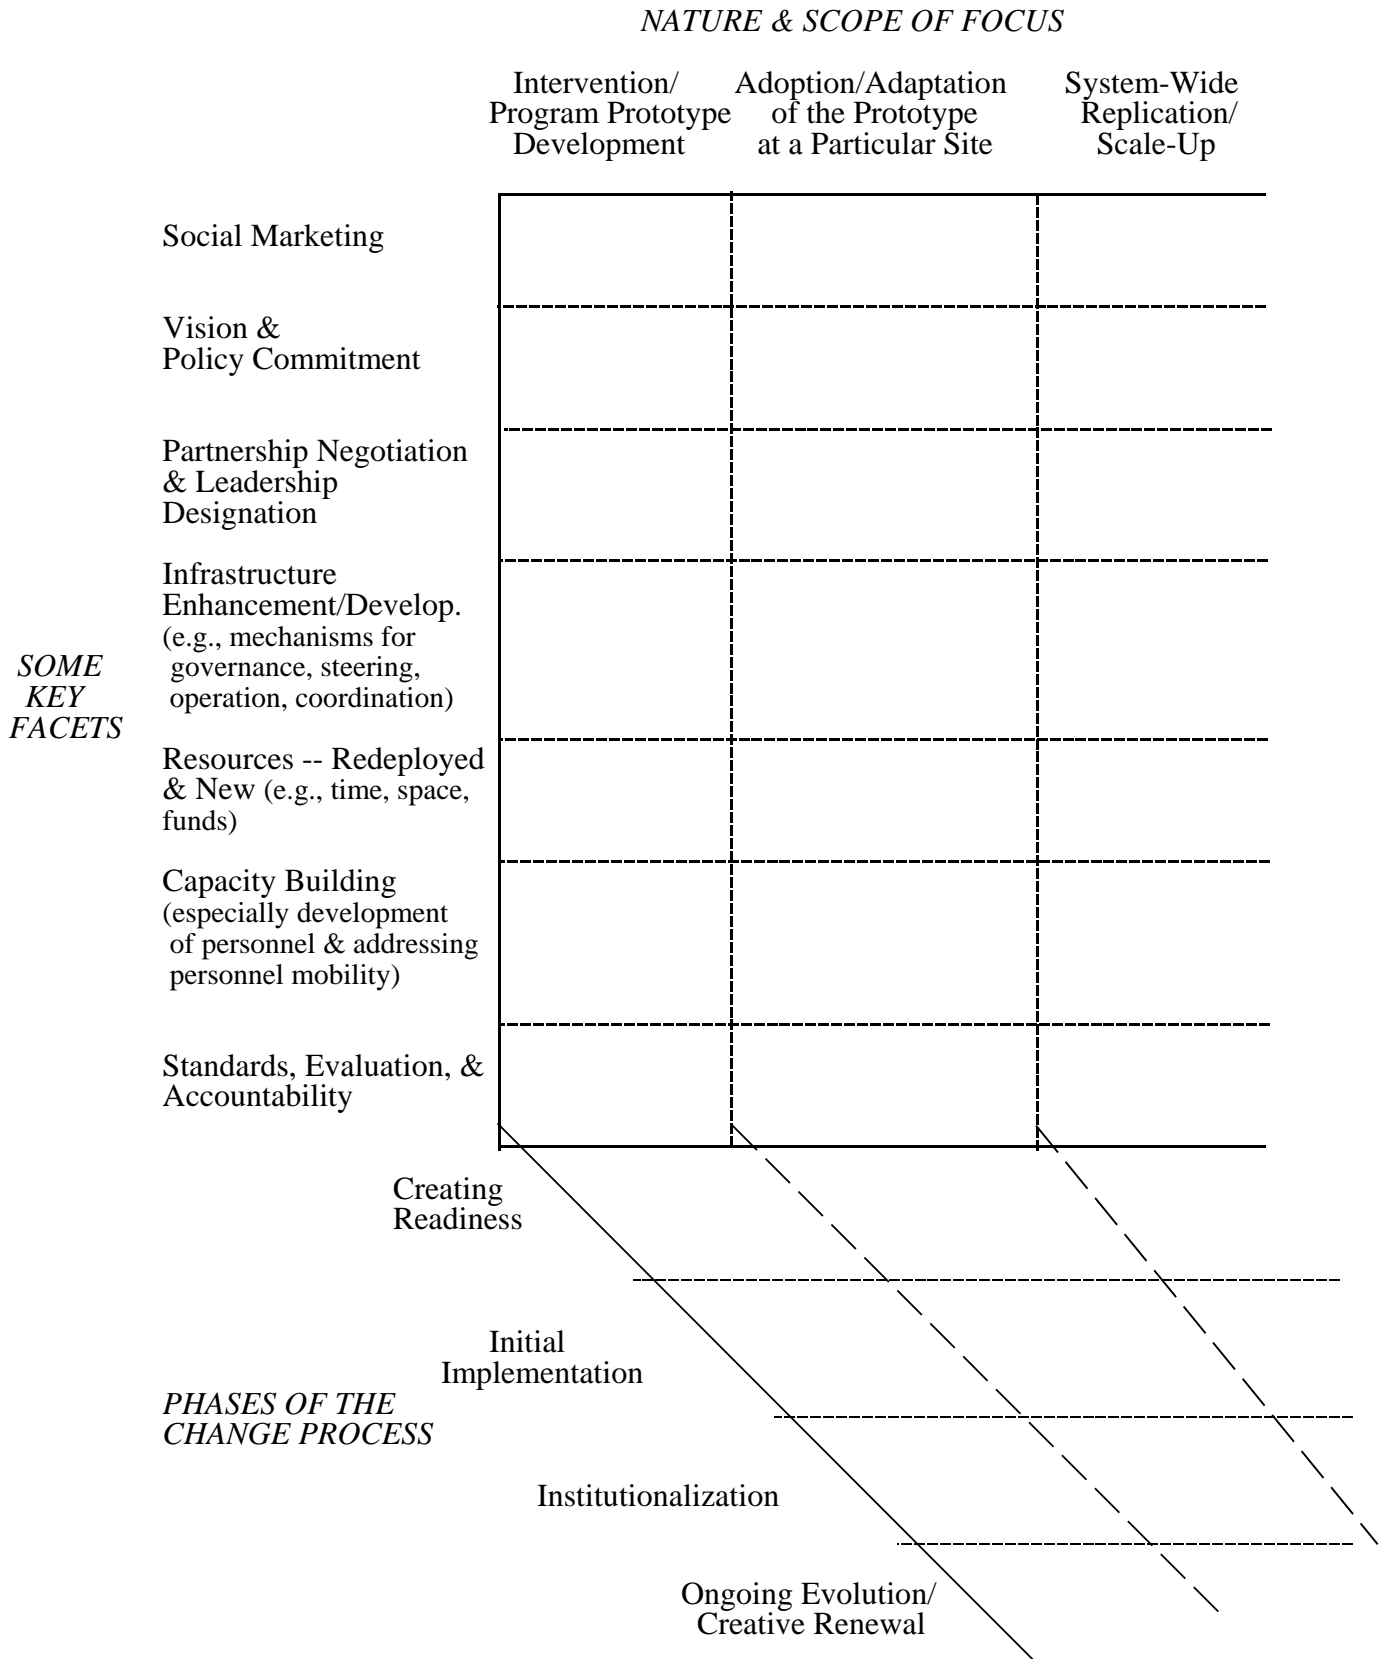 NATURE & SCOPE OF FOCUS
Intervention/
Program Prototype
Development
Adoption/Adaptation
of the Prototype
at a Particular Site
System-Wide
Replication/
Scale-Up
Social Marketing
Vision &
Policy Commitment
Partnership Negotiation
& Leadership
Designation
Infrastructure
Enhancement/Develop.
(e.g., mechanisms for
governance, steering,
operation, coordination)
SOME
KEY
FACETS
Resources -- Redeployed
& New (e.g., time, space,
funds)
Capacity Building
(especially development
of personnel & addressing
personnel mobility)
Standards, Evaluation, &
Accountability
Creating
Readiness
Initial
Implementation
PHASES OF THE
CHANGE PROCESS
Institutionalization
Ongoing Evolution/
Creative Renewal